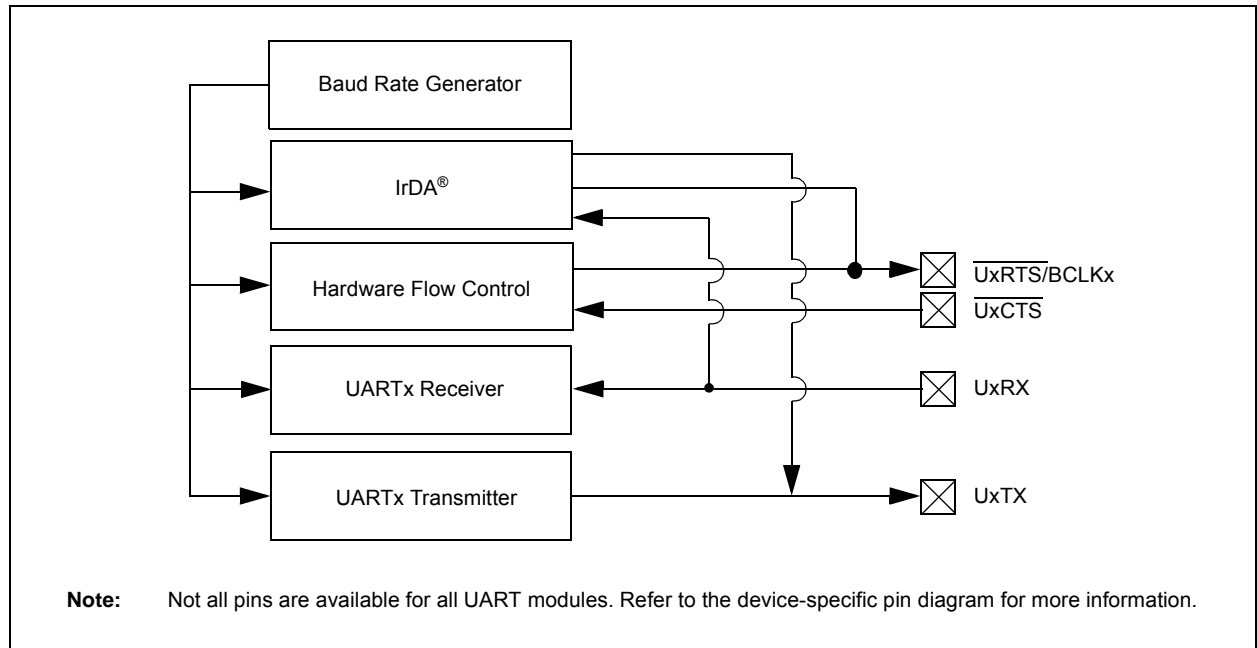 Baud Rate Generator
IrDA®
Hardware Flow Control
UxRTS/BCLKx
UxCTS
UARTx Receiver
UxRX
UARTx Transmitter
UxTX
Note: Not all pins are available for all UART modules. Refer to the device-specific pin diagram for more information.